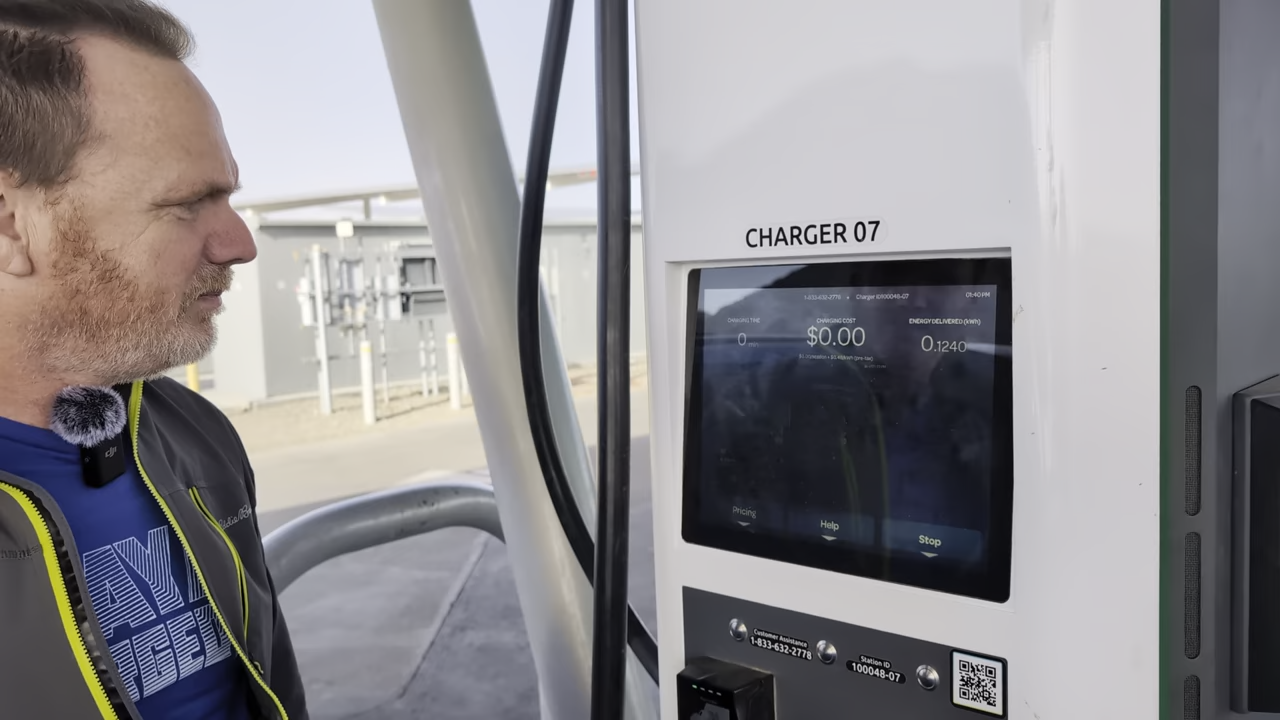 CHARGER 07
1-833-632-2778 • Charger ID100048-07
01:40 PM
CHARGING TIME
CHARGING COST
ENERGY DELIVERED (kWh)
0
$0.00
0.1240
Pricing
Help
Stop
Customer Assistance
1-833-632-2778
Station ID
100048-07
dji